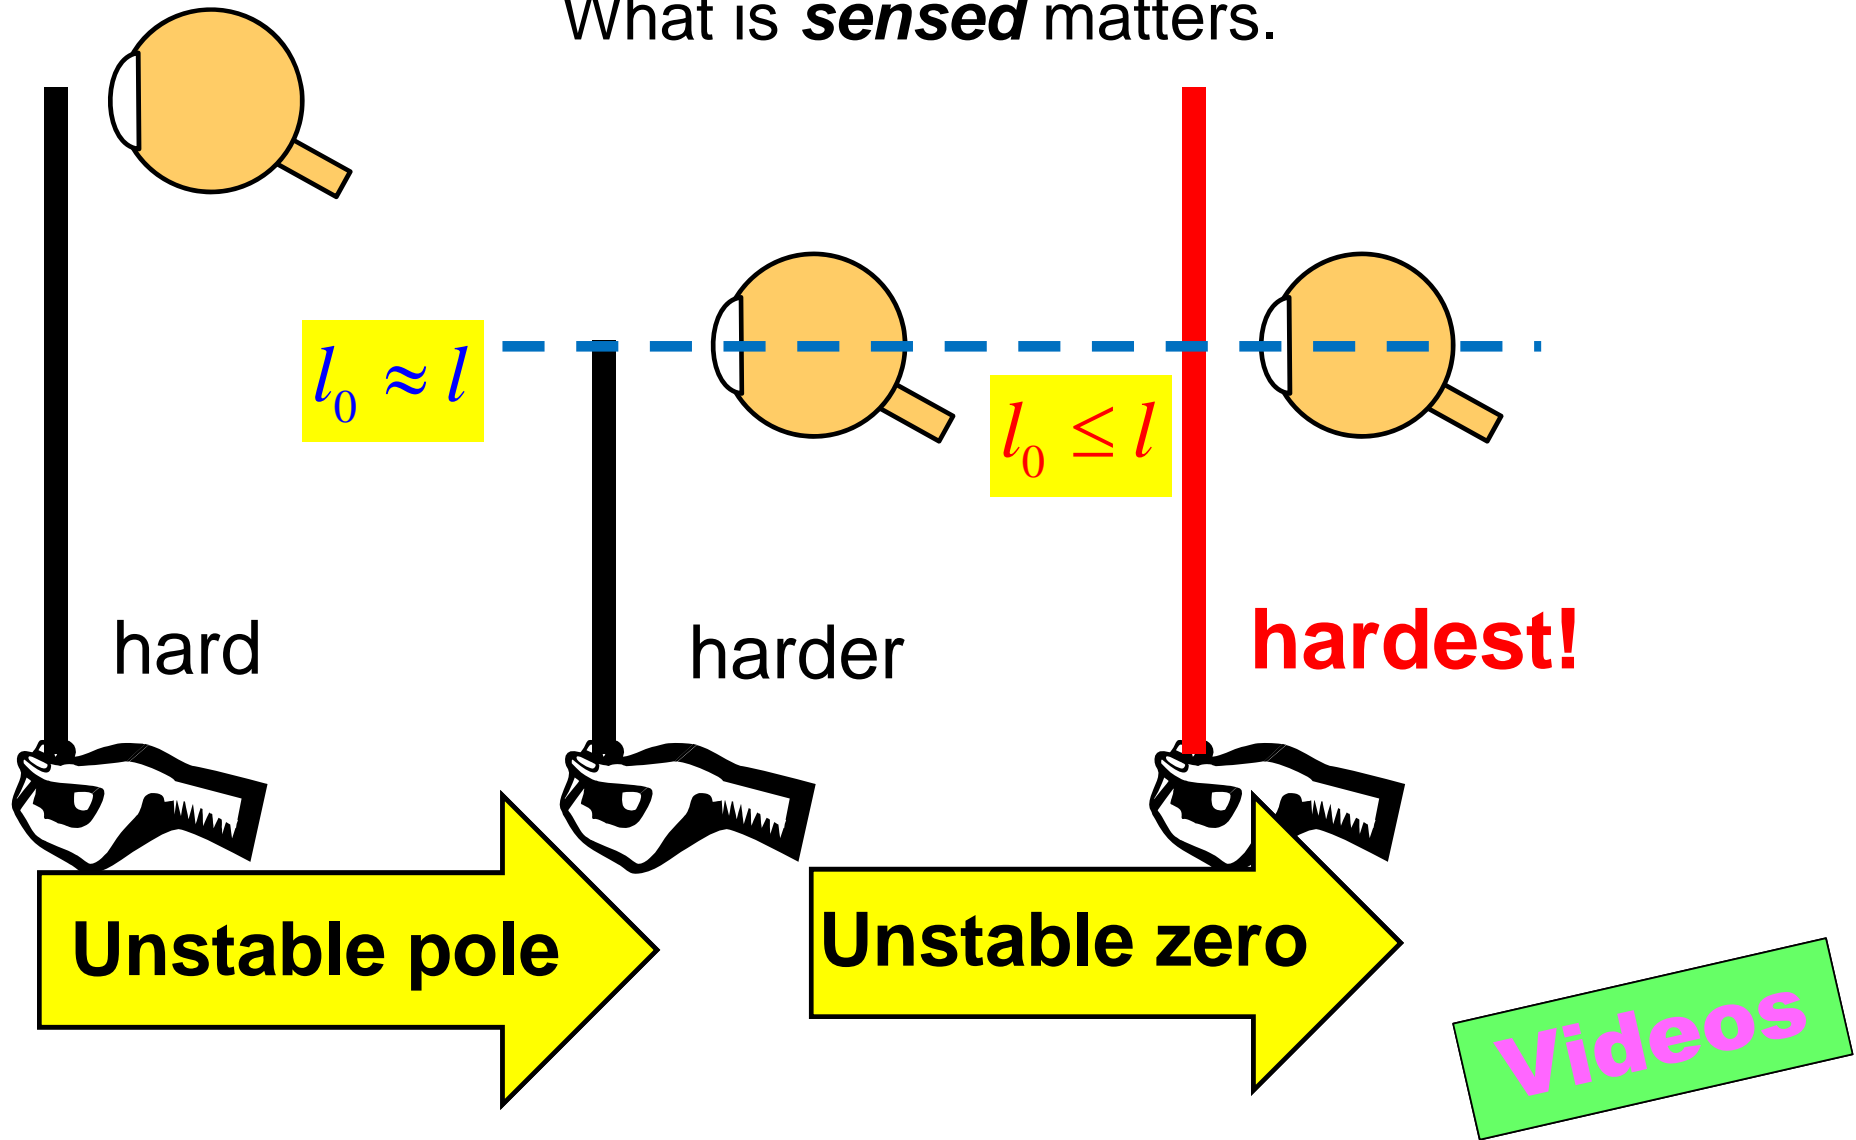 What is sensed matters.
l₀ ≈ l
l₀ ≤ l
hard
harder
hardest!
Unstable pole
Unstable zero
Videos